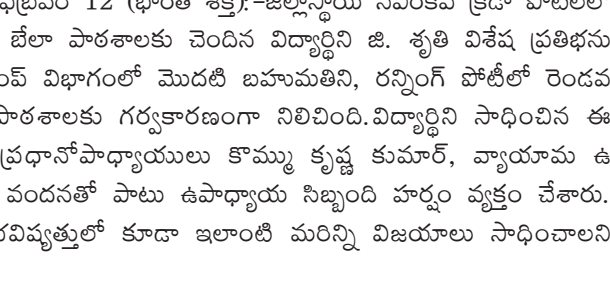 ఫిబ్రవరి 12 (భారత శక్తి):-జిల్లాస్థాయి సేవంకవ క్రీడా పోటీలలో
బేలా పాఠశాలకు చెందిన విద్యార్థిని జి. శృతి విశేష ప్రతిభను
ంప్ విభాగంలో మొదటి బహుమతిని, రన్నింగ్ పోటీలో రెండవ
పాఠశాలకు గర్వకారణంగా నిలిచింది.విద్యార్థిని సాధించిన ఈ
ప్రధానోపాధ్యాయులు కొమ్ము కృష్ణ కుమార్, వ్యాయామ ఉ
వందనతో పాటు ఉపాధ్యాయ సిబ్బంది హర్షం వ్యక్తం చేశారు.
భవిష్యత్తులో కూడా ఇలాంటి మరిన్ని విజయాలు సాధించాలని